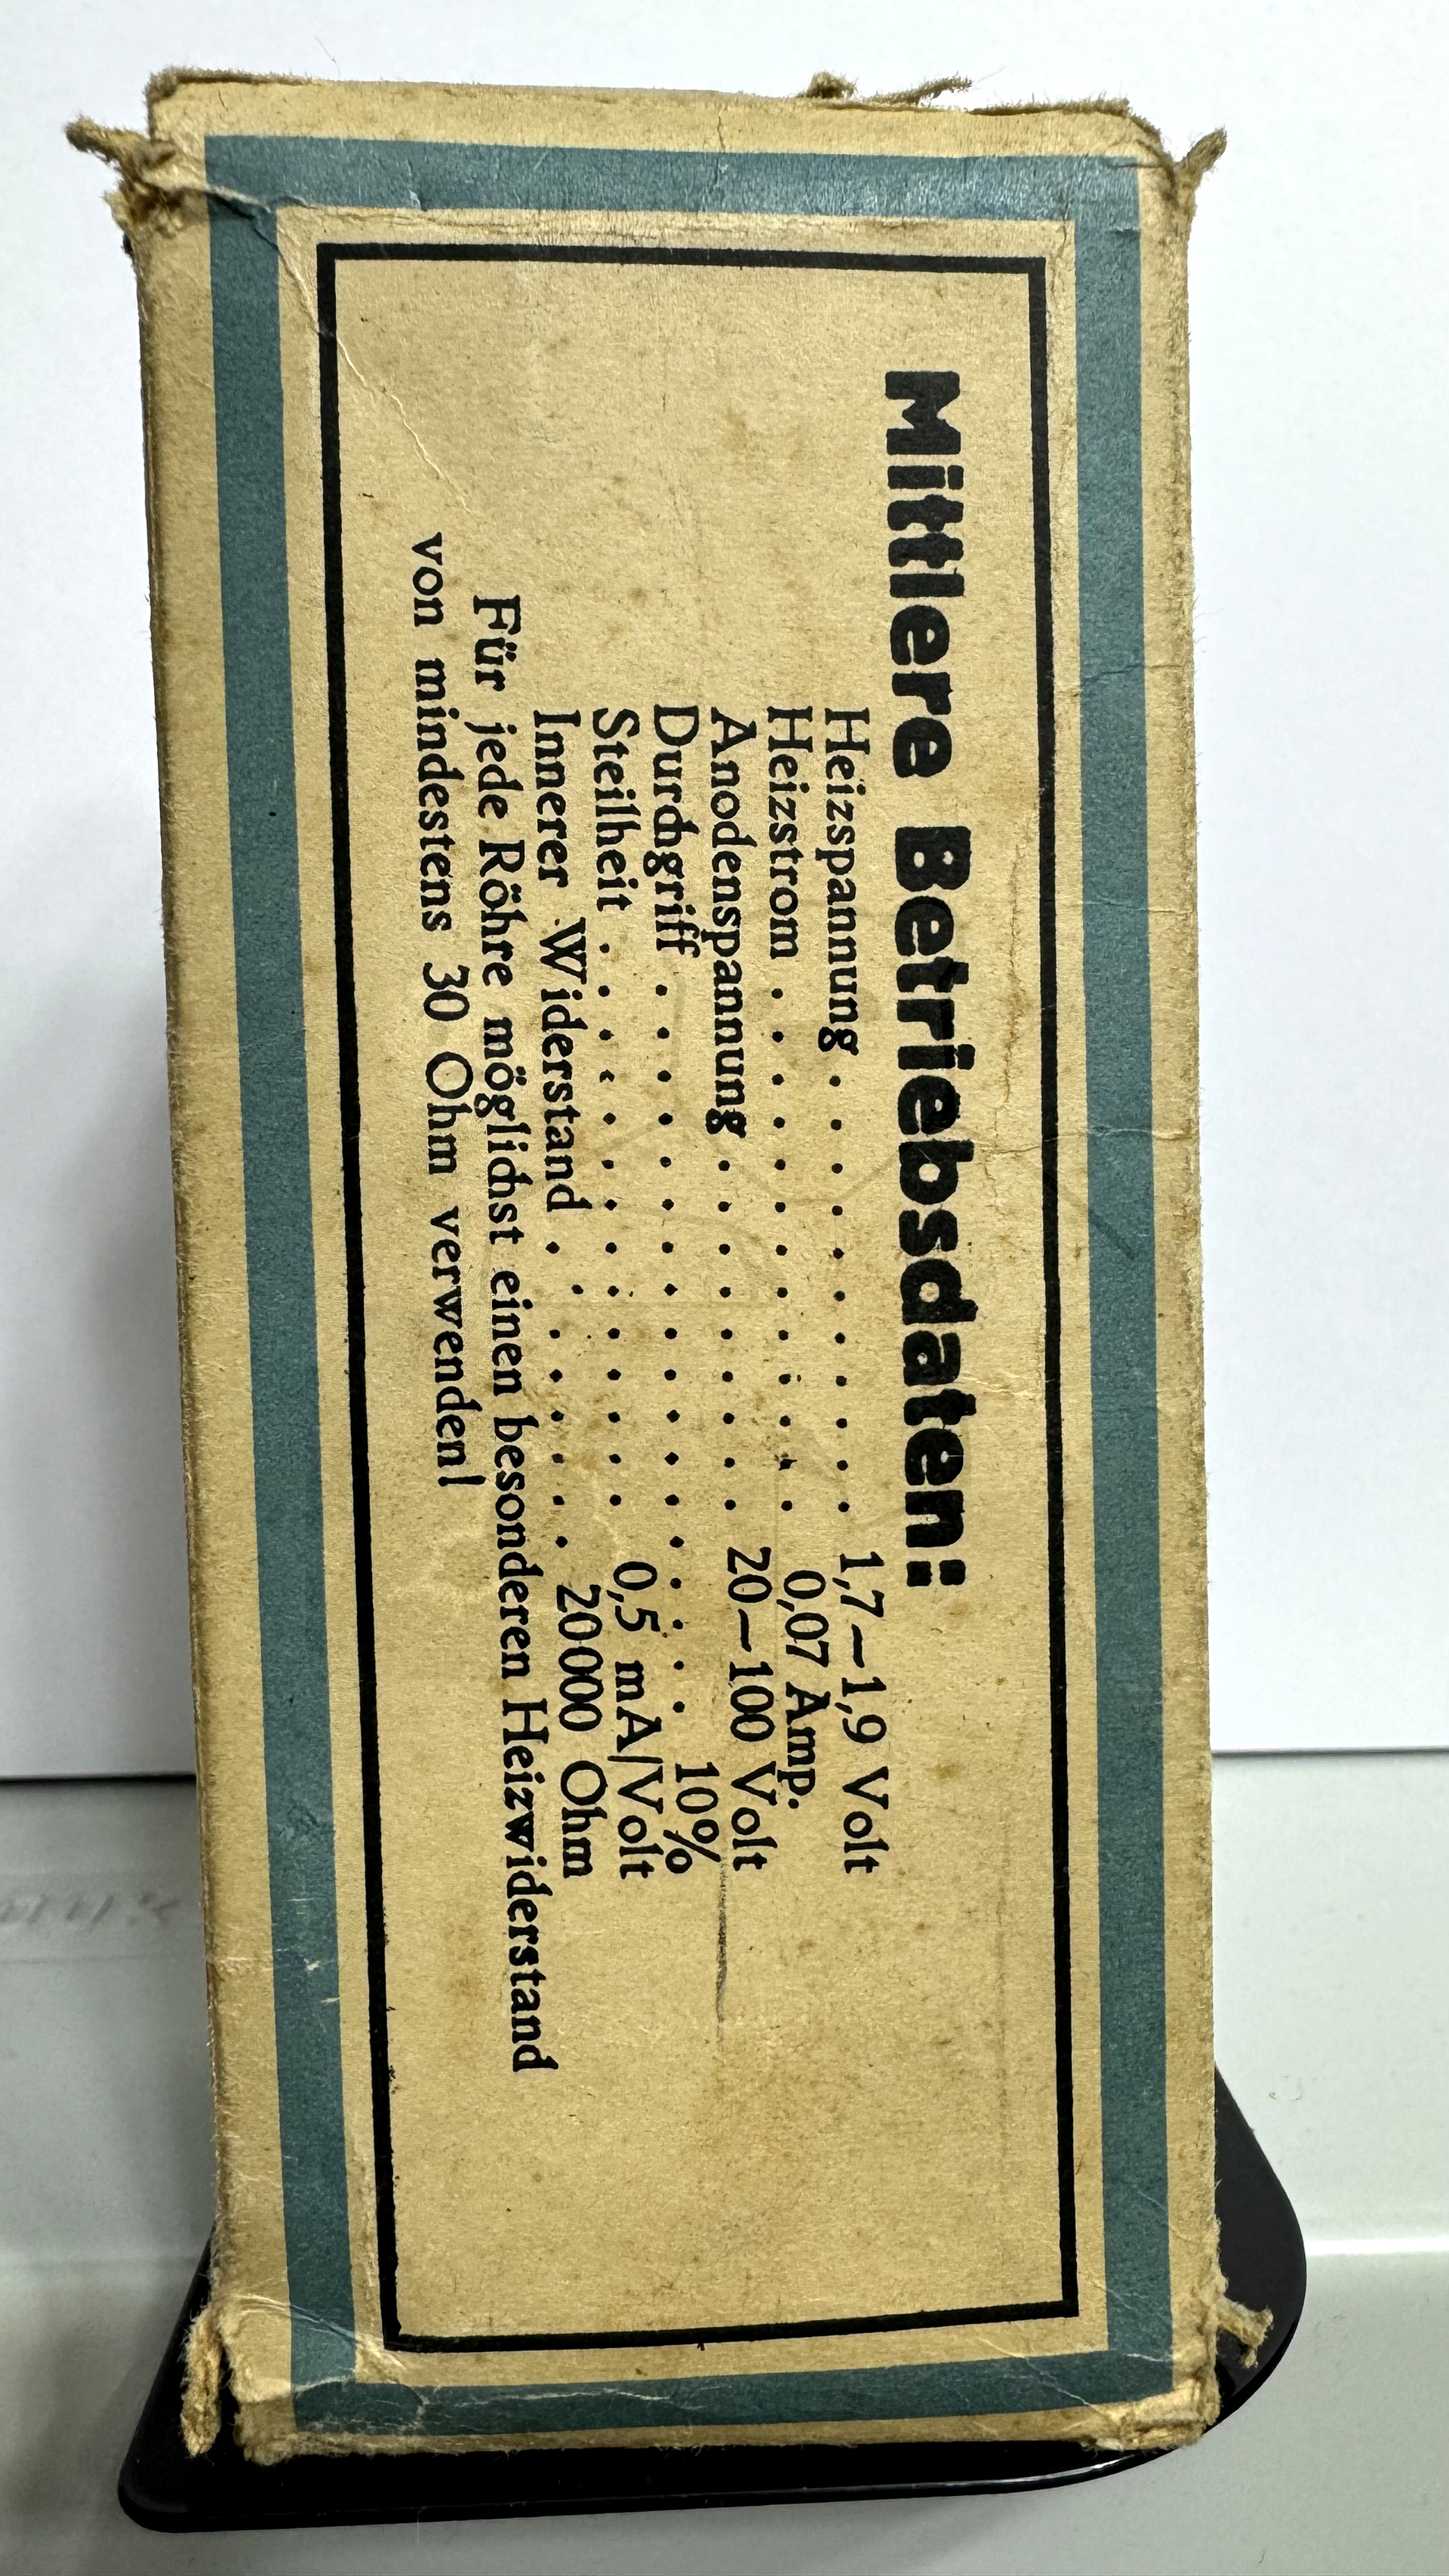 Mittlere Betriebsdaten:
Heizspannung . . . . . . . . . . . 1,7—1,9 Volt
Heizstrom . . . . . . . . . . . . . 0,07 Amp.
Anodenspannung . . . . . . . . . 20—100 Volt
Durchgriff . . . . . . . . . . . . . . . . . . 10%
Steilheit . . . . . . . . . . . . . . 0,5 mA/Volt
Innerer Widerstand . . . . . . . . 20000 Ohm
Für jede Röhre möglichst einen besonderen Heizwiderstand
von mindestens 30 Ohm verwenden!